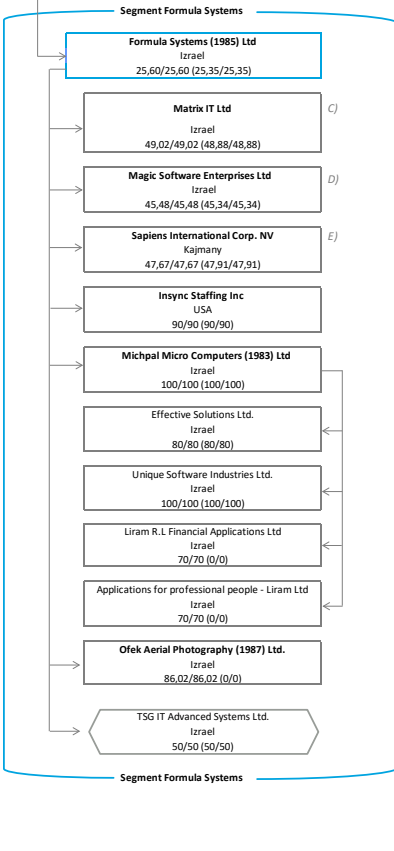 Segment Formula Systems
Formula Systems (1985) Ltd
Izrael
25,60/25,60 (25,35/25,35)
Matrix IT Ltd
C)
Izrael
49,02/49,02 (48,88/48,88)
Magic Software Enterprises Ltd
D)
Izrael
45,48/45,48 (45,34/45,34)
Sapiens International Corp. NV
E)
Kajmany
47,67/47,67 (47,91/47,91)
Insync Staffing Inc
USA
90/90 (90/90)
Michpal Micro Computers (1983) Ltd
Izrael
100/100 (100/100)
Effective Solutions Ltd.
Izrael
80/80 (80/80)
Unique Software Industries Ltd.
Izrael
100/100 (100/100)
Liram R.L Financial Applications Ltd
Izrael
70/70 (0/0)
Applications for professional people - Liram Ltd
Izrael
70/70 (0/0)
Ofek Aerial Photography (1987) Ltd.
Izrael
86,02/86,02 (0/0)
TSG IT Advanced Systems Ltd.
Izrael
50/50 (50/50)
Segment Formula Systems